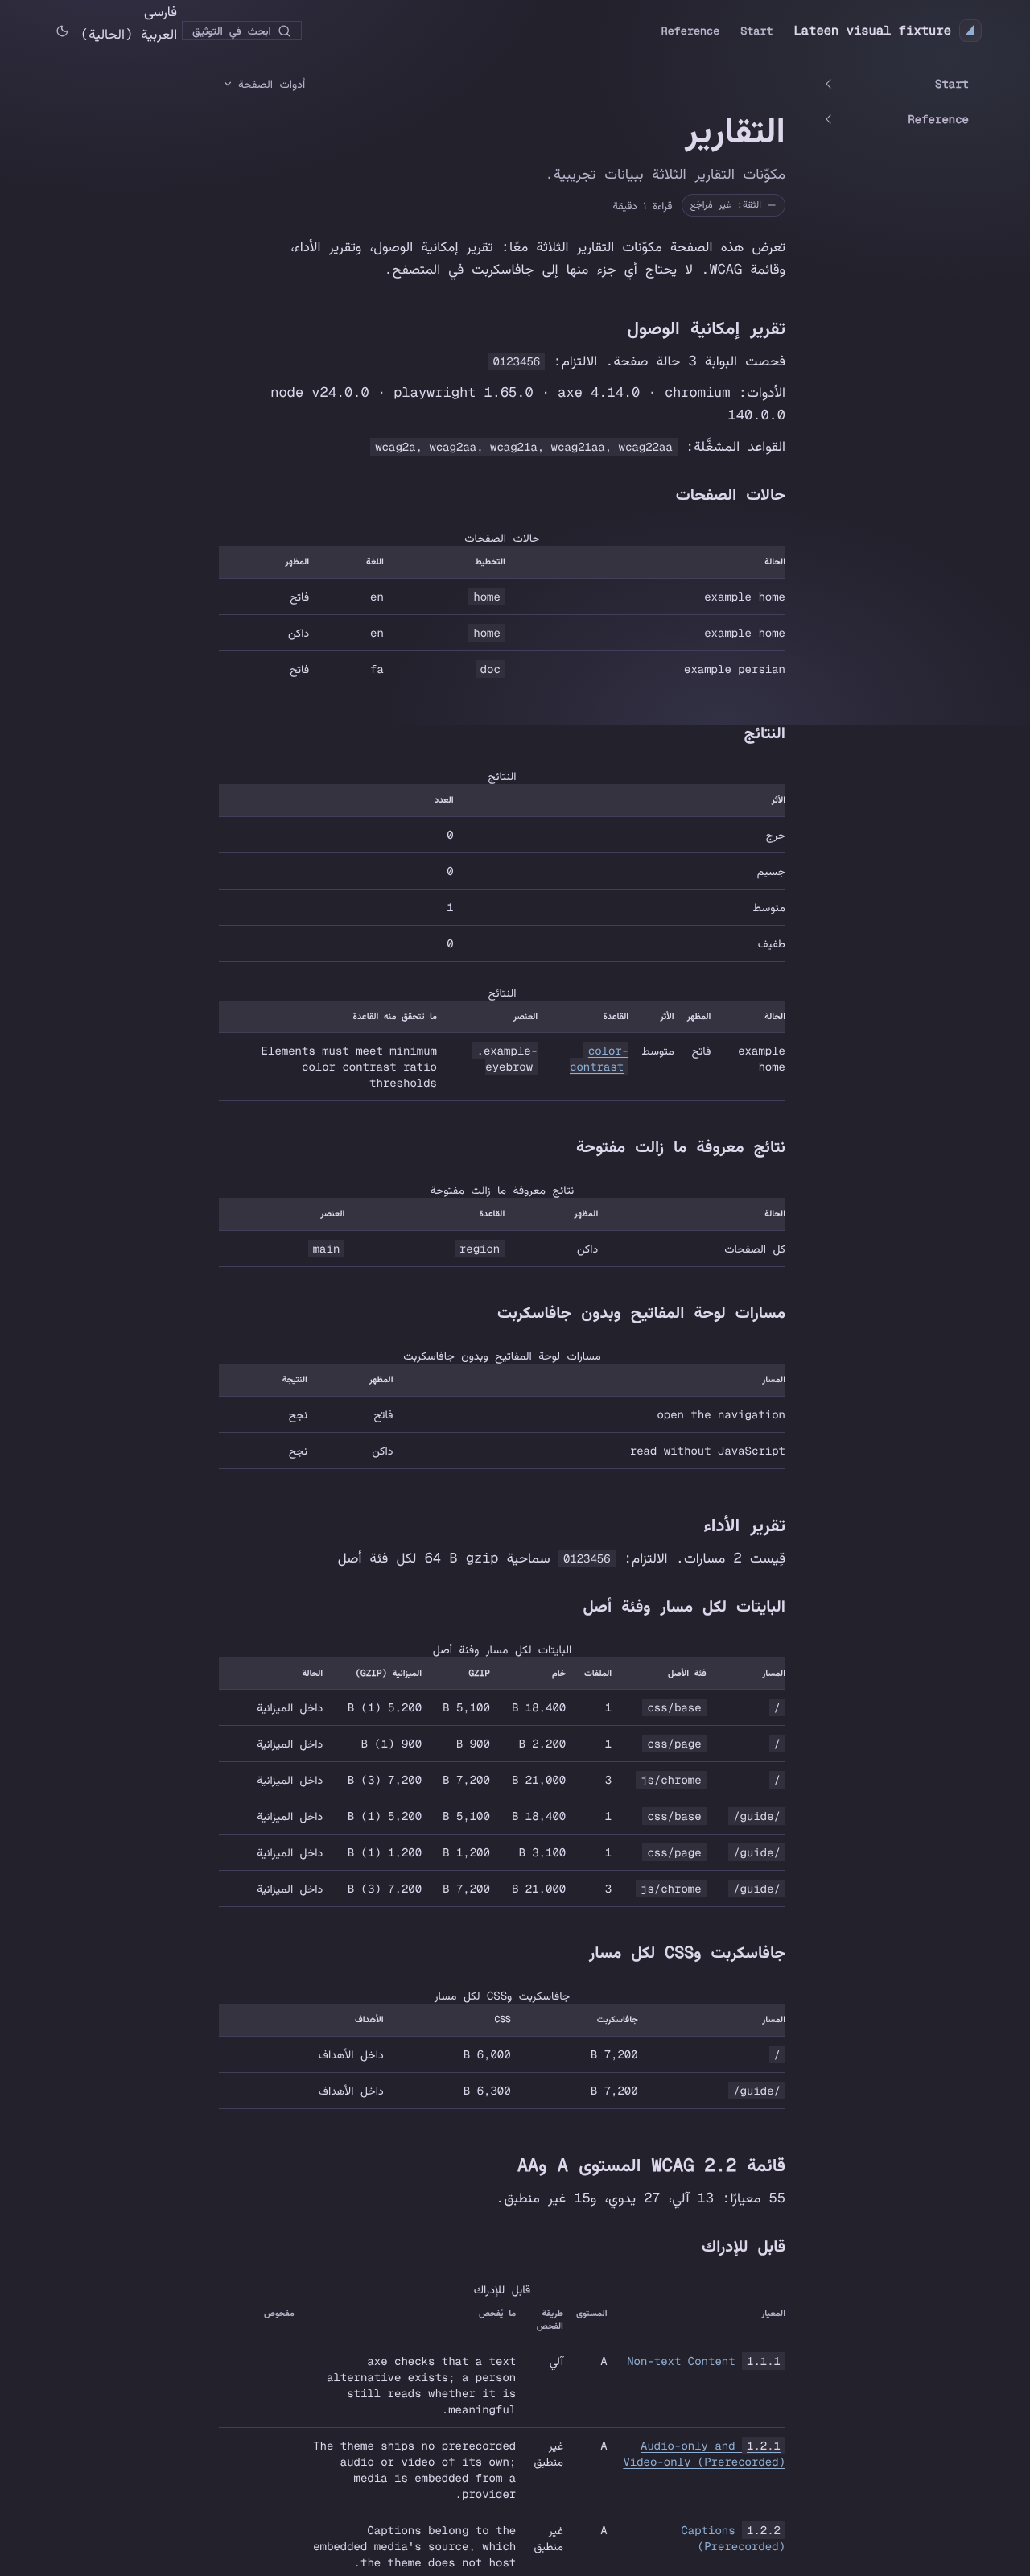 Lateen visual fixture
Start
Reference
ابحث في التوثيق
فارسی
العربية (الحالية)
Start
Reference
أدوات الصفحة
التقارير
مكوّنات التقارير الثلاثة ببيانات تجريبية.
— الثقة: غير مُراجَع
قراءة ١ دقيقة
تعرض هذه الصفحة مكوّنات التقارير الثلاثة معًا: تقرير إمكانية الوصول، وتقرير الأداء،
وقائمة WCAG. لا يحتاج أي جزء منها إلى جافاسكربت في المتصفح.
تقرير إمكانية الوصول
فحصت البوابة 3 حالة صفحة. الالتزام: 0123456
الأدوات: node v24.0.0 · playwright 1.65.0 · axe 4.14.0 · chromium
140.0.0
القواعد المشغَّلة: wcag2a, wcag2aa, wcag21a, wcag21aa, wcag22aa
حالات الصفحات
حالات الصفحات
الحالة التخطيط اللغة المظهر
example home home en فاتح
example home home en داكن
example persian doc fa فاتح
النتائج
النتائج
الأثر العدد
حرج 0
جسيم 0
متوسط 1
طفيف 0
النتائج
الحالة المظهر الأثر القاعدة العنصر ما تتحقق منه القاعدة
example home فاتح متوسط color-contrast .example-eyebrow Elements must meet minimum
color contrast ratio
thresholds
نتائج معروفة ما زالت مفتوحة
نتائج معروفة ما زالت مفتوحة
الحالة المظهر القاعدة العنصر
كل الصفحات داكن region main
مسارات لوحة المفاتيح وبدون جافاسكربت
مسارات لوحة المفاتيح وبدون جافاسكربت
المسار المظهر النتيجة
open the navigation فاتح نجح
read without JavaScript داكن نجح
تقرير الأداء
قِيست 2 مسارات. الالتزام: 0123456 سماحية 64 B gzip لكل فئة أصل
البايتات لكل مسار وفئة أصل
البايتات لكل مسار وفئة أصل
المسار فئة الأصل الملفات خام GZIP الميزانية (GZIP) الحالة
/ css/base 1 18,400 B 5,100 B 5,200 B (1) داخل الميزانية
/ css/page 1 2,200 B 900 B 900 B (1) داخل الميزانية
/ js/chrome 3 21,000 B 7,200 B 7,200 B (3) داخل الميزانية
/guide/ css/base 1 18,400 B 5,100 B 5,200 B (1) داخل الميزانية
/guide/ css/page 1 3,100 B 1,200 B 1,200 B (1) داخل الميزانية
/guide/ js/chrome 3 21,000 B 7,200 B 7,200 B (3) داخل الميزانية
جافاسكربت وCSS لكل مسار
جافاسكربت وCSS لكل مسار
المسار جافاسكربت CSS الأهداف
/ 7,200 B 6,000 B داخل الأهداف
/guide/ 7,200 B 6,300 B داخل الأهداف
قائمة WCAG 2.2 المستوى A وAA
55 معيارًا: 13 آلي، 27 يدوي، و15 غير منطبق.
قابل للإدراك
قابل للإدراك
المعيار المستوى طريقة الفحص ما يُفحص مفحوص
1.1.1 Non-text Content A آلي axe checks that a text
alternative exists; a person
still reads whether it is
meaningful.
1.2.1 Audio-only and Video-only (Prerecorded) A غير منطبق The theme ships no prerecorded
audio or video of its own;
media is embedded from a
provider.
1.2.2 Captions (Prerecorded) A غير منطبق Captions belong to the
embedded media's source, which
the theme does not host.